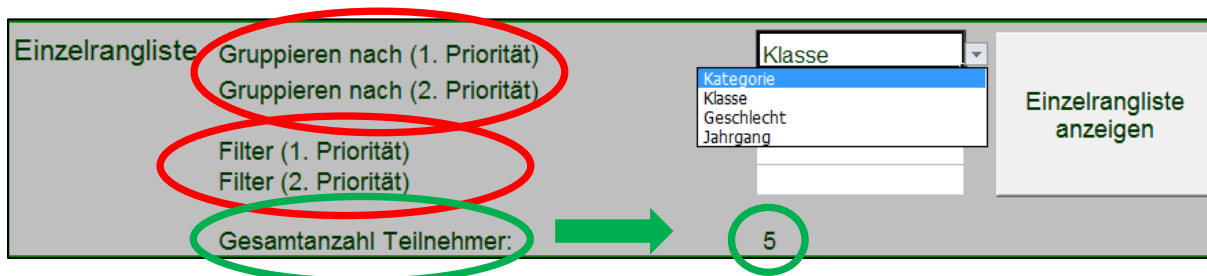 Einzelrangliste
Gruppieren nach (1. Priorität)
Klasse
Gruppieren nach (2. Priorität)
Kategorie
Klasse
Geschlecht
Jahrgang
Einzelrangliste
anzeigen
Filter (1. Priorität)
Filter (2. Priorität)
Gesamtanzahl Teilnehmer:
5